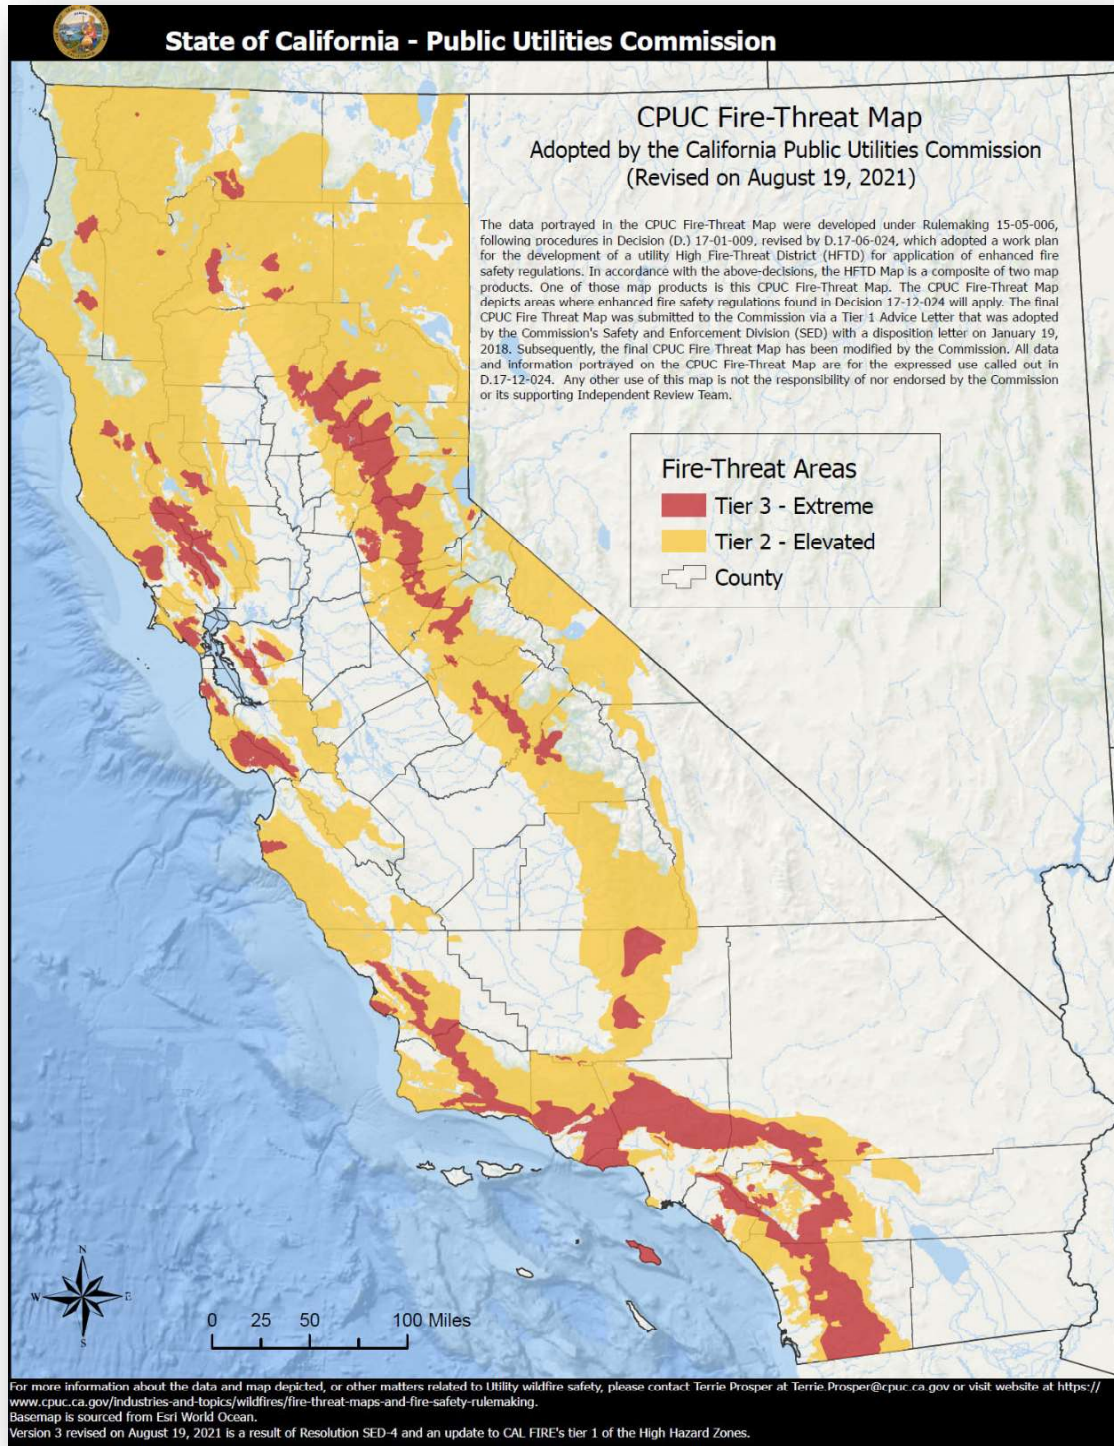 State of California - Public Utilities Commission
CPUC Fire-Threat Map
Adopted by the California Public Utilities Commission
(Revised on August 19, 2021)
The data portrayed in the CPUC Fire-Threat Map were developed under Rulemaking 15-05-006,
following procedures in Decision (D.) 17-01-009, revised by D.17-06-024, which adopted a work plan
for the development of a utility High Fire-Threat District (HFTD) for application of enhanced fire
safety regulations. In accordance with the above-decisions, the HFTD Map is a composite of two map
products. One of those map products is this CPUC Fire-Threat Map. The CPUC Fire-Threat Map
depicts areas where enhanced fire safety regulations found in Decision 17-12-024 will apply. The final
CPUC Fire Threat Map was submitted to the Commission via a Tier 1 Advice Letter that was adopted
by the Commission's Safety and Enforcement Division (SED) with a disposition letter on January 19,
2018. Subsequently, the final CPUC Fire Threat Map has been modified by the Commission. All data
and information portrayed on the CPUC Fire-Threat Map are for the expressed use called out in
D.17-12-024. Any other use of this map is not the responsibility of nor endorsed by the Commission
or its supporting Independent Review Team.
Fire-Threat Areas
Tier 3 - Extreme
Tier 2 - Elevated
County
N
W E
S
0 25 50 100 Miles
For more information about the data and map depicted, or other matters related to Utility wildfire safety, please contact Terrie Prosper at Terrie.Prosper@cpuc.ca.gov or visit website at https://
www.cpuc.ca.gov/industries-and-topics/wildfires/fire-threat-maps-and-fire-safety-rulemaking.
Basemap is sourced from Esri World Ocean.
Version 3 revised on August 19, 2021 is a result of Resolution SED-4 and an update to CAL FIRE's tier 1 of the High Hazard Zones.